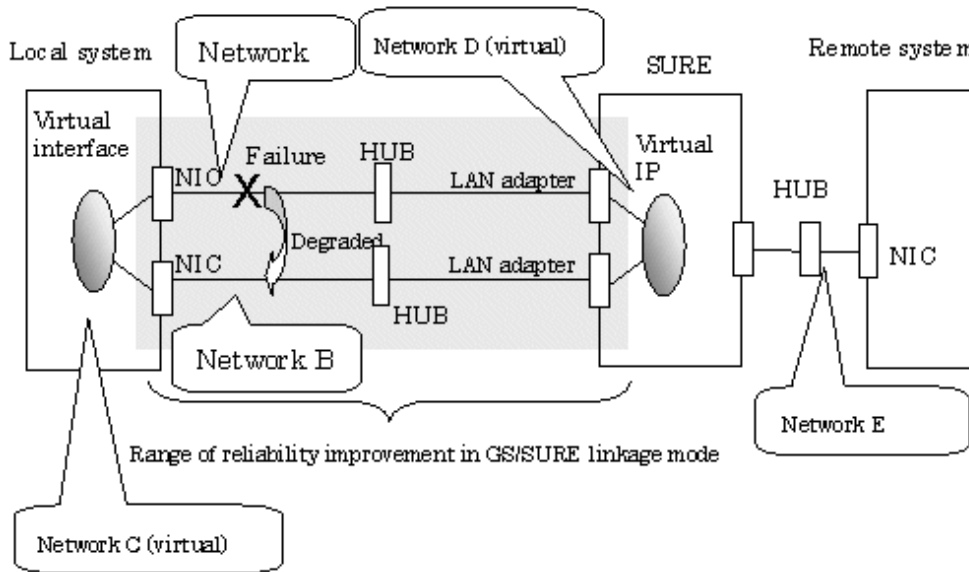 Local system
Network
Network D (virtual)
SURE
Remote system
Virtual
interface
NIC
Failure
HUB
LAN adapter
Virtual
IP
HUB
NIC
Degraded
LAN adapter
NIC
HUB
Network B
Network E
Range of reliability improvement in GS/SURE linkage mode
Network C (virtual)